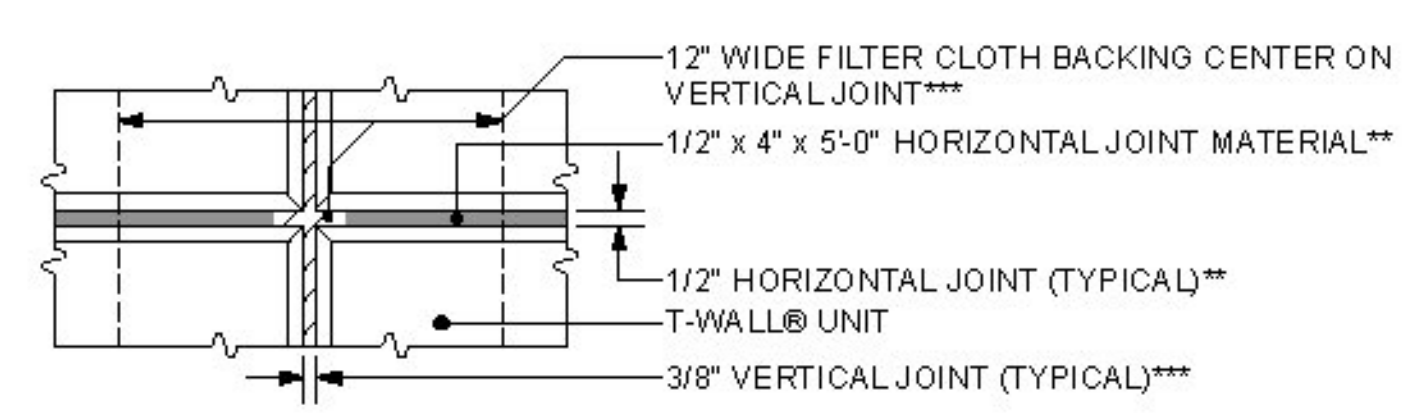 12" WIDE FILTER CLOTH BACKING CENTER ON
VERTICAL JOINT***
1/2" x 4" x 5'-0" HORIZONTAL JOINT MATERIAL**
1/2" HORIZONTAL JOINT (TYPICAL)**
T-WALL® UNIT
3/8" VERTICAL JOINT (TYPICAL)***